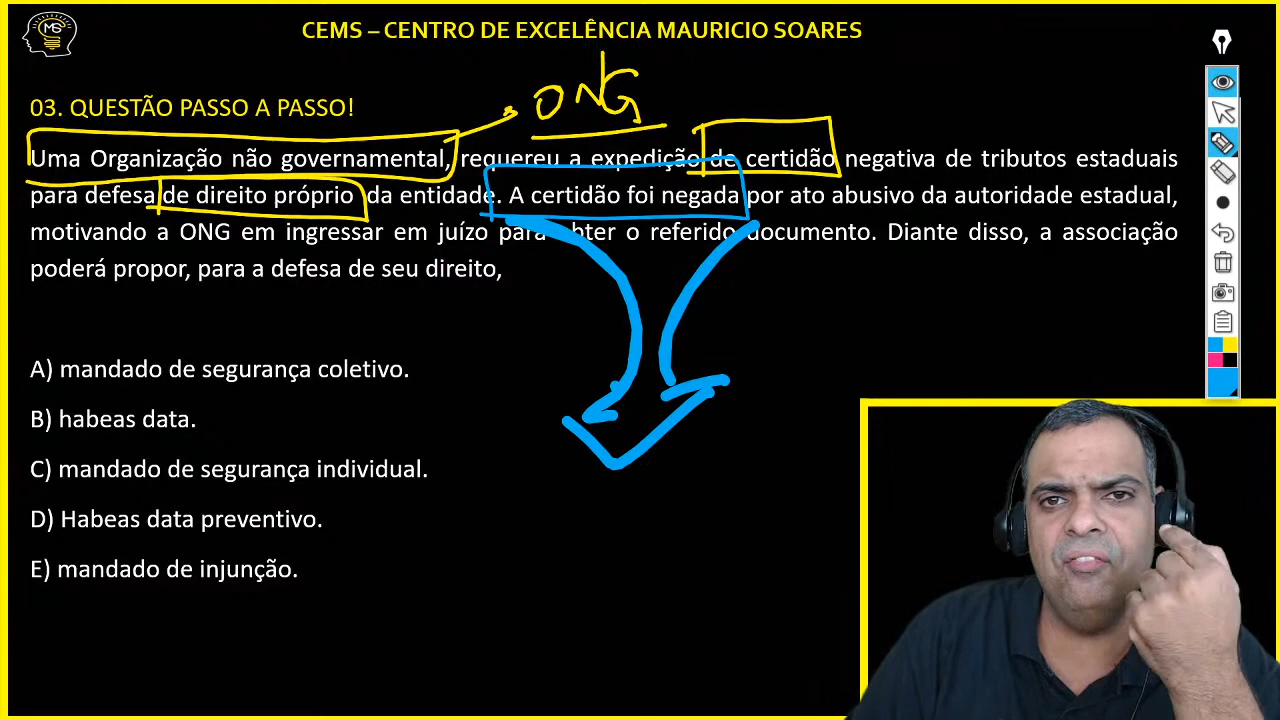 CEMS – CENTRO DE EXCELÊNCIA MAURICIO SOARES
MS
ONG
03. QUESTÃO PASSO A PASSO!
Uma Organização não governamental, requereu a expedição de certidão negativa de tributos estaduais
para defesa de direito próprio da entidade. A certidão foi negada por ato abusivo da autoridade estadual,
motivando a ONG em ingressar em juízo para obter o referido documento. Diante disso, a associação
poderá propor, para a defesa de seu direito,
A) mandado de segurança coletivo.
B) habeas data.
C) mandado de segurança individual.
D) Habeas data preventivo.
E) mandado de injunção.